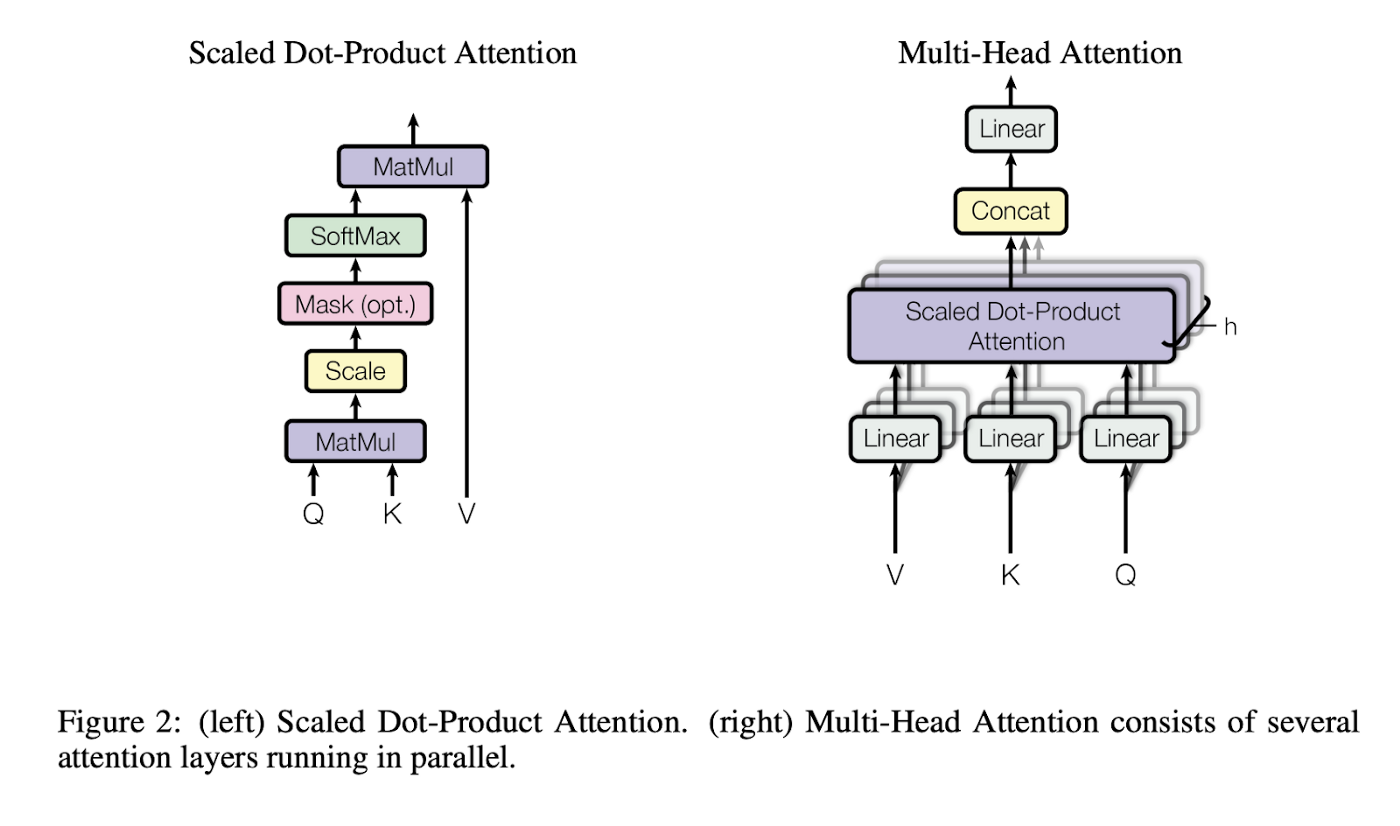 Scaled Dot-Product Attention
MatMul
SoftMax
Mask (opt.)
Scale
MatMul
Q K V
Multi-Head Attention
Linear
Concat
Scaled Dot-Product
Attention
h
Linear Linear Linear
V K Q
Figure 2: (left) Scaled Dot-Product Attention. (right) Multi-Head Attention consists of several
attention layers running in parallel.